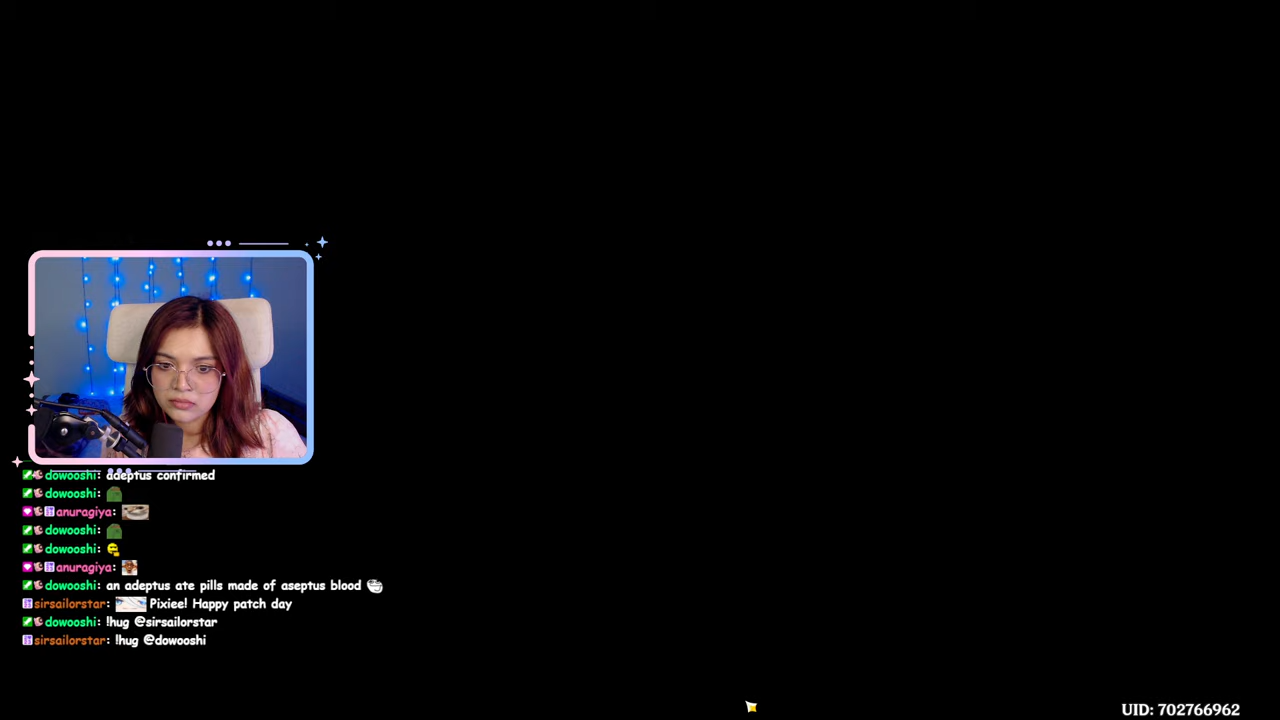 dowooshi: adeptus confirmed
dowooshi:
anuragiya:
dowooshi:
dowooshi:
anuragiya:
dowooshi: an adeptus ate pills made of aseptus blood
sirsailorstar: Pixiee! Happy patch day
dowooshi: !hug @sirsailorstar
sirsailorstar: !hug @dowooshi
UID: 702766962